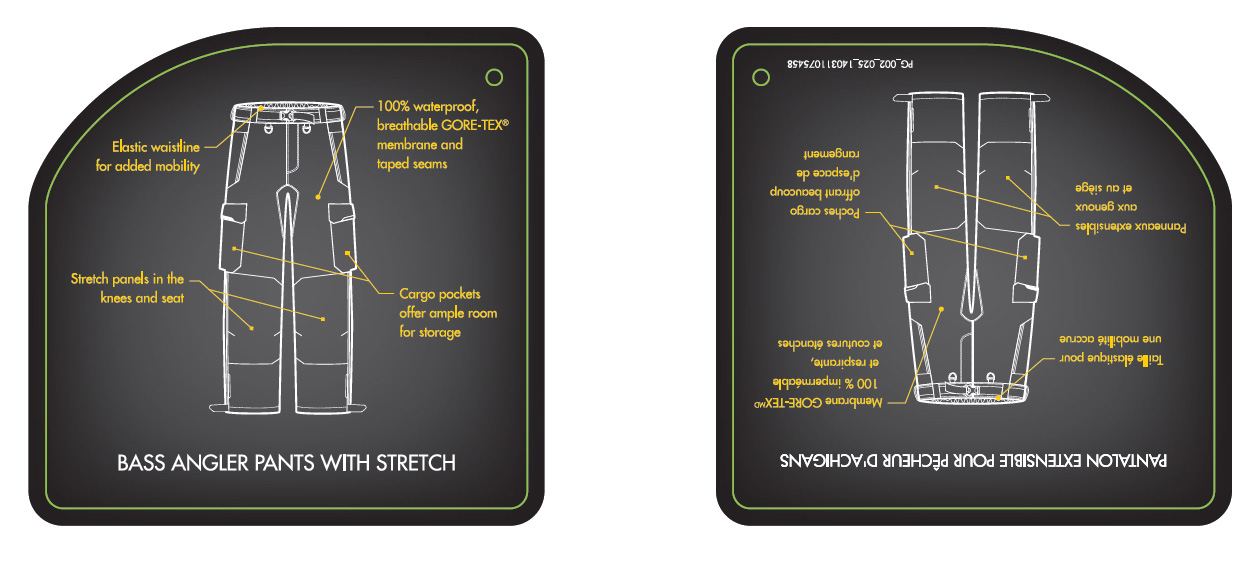 Elastic waistline
for added mobility
100% waterproof,
breathable GORE-TEX®
membrane and
taped seams
Stretch panels in the
knees and seat
Cargo pockets
offer ample room
for storage
BASS ANGLER PANTS WITH STRETCH
PANTALON EXTENSIBLE POUR PÊCHEUR D'ACHIGANS
Membrane GORE-TEXMD
100 % imperméable
et respirante,
et coutures étanches
Taille élastique pour
une mobilité accrue
Poches cargo
offrant beaucoup
d'espace de
rangement
Panneaux extensibles
aux genoux
et au siège
PG_002_025_140311075458